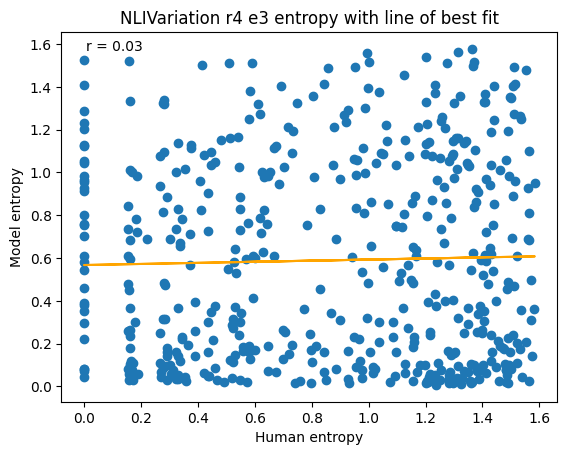 NLIVariation r4 e3 entropy with line of best fit
r = 0.03
Model entropy
1.6
1.4
1.2
1.0
0.8
0.6
0.4
0.2
0.0
0.0 0.2 0.4 0.6 0.8 1.0 1.2 1.4 1.6
Human entropy